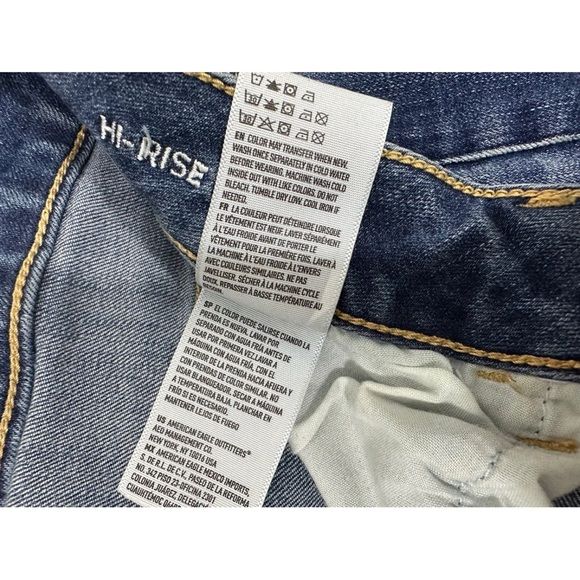 HI-RISE
EN COLOR MAY TRANSFER WHEN NEW.
WASH ONCE SEPARATELY IN COLD WATER
BEFORE WEARING. MACHINE WASH COLD
INSIDE OUT WITH LIKE COLORS. DO NOT
BLEACH. TUMBLE DRY LOW. COOL IRON IF
NEEDED.
FR LA COULEUR PEUT DÉTEINDRE LORSQUE
LE VÊTEMENT EST NEUF. LAVER SÉPARÉMENT
À L'EAU FROIDE AVANT DE PORTER LE
VÊTEMENT POUR LA PREMIÈRE FOIS. LAVER À
LA MACHINE À L'EAU FROIDE À L'ENVERS
AVEC COULEURS SIMILAIRES. NE PAS
JAVELLISER. SÉCHER À LA MACHINE CYCLE
DOUX. REPASSER À BASSE TEMPÉRATURE AU
SP EL COLOR PUEDE SALIRSE CUANDO LA
PRENDA ES NUEVA. LAVAR POR
SEPARADO CON AGUA FRÍA ANTES DE
USAR POR PRIMERA VEZ.LAVAR A
MÁQUINA CON AGUA FRÍA, CON EL
INTERIOR DE LA PRENDA HACIA AFUERA Y
CON PRENDAS DE COLOR SIMILAR. NO
USAR BLANQUEADOR. SECAR A MÁQUINA
A TEMPERATURA BAJA. PLANCHAR EN
FRÍO SI ES NECESARIO.
MANTENER LEJOS DE FUEGO
US AMERICAN EAGLE OUTFITTERS®
AEO MANAGEMENT CO.
NEW YORK, NY 10016 USA
MX AMERICAN EAGLE MEXICO IMPORTS,
S. DE R.L. DE C.V.. PASEO DE LA REFORMA
NO. 342 PISO 23-OFICINA 2301
COLONIA JUÁREZ, DELEGACIÓN
CUAUHTÉMOC